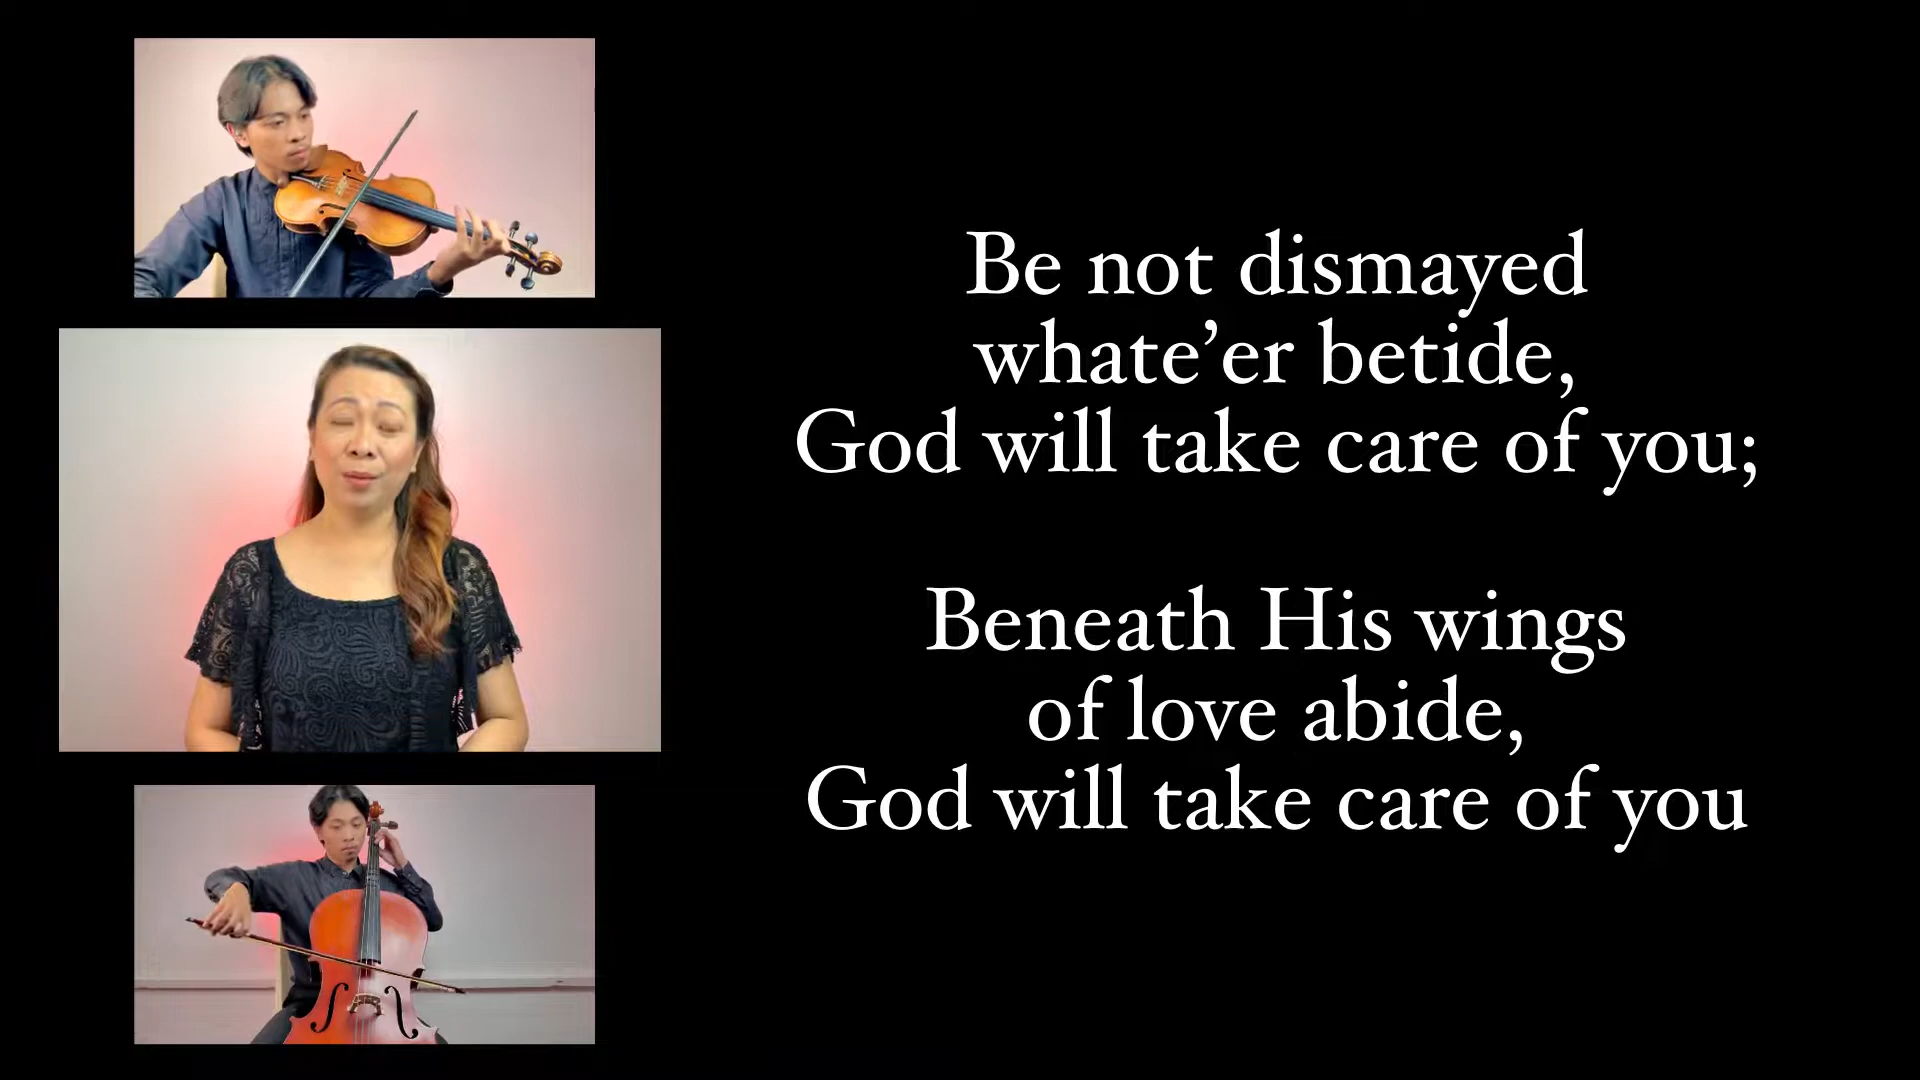 Be not dismayed
whate’er betide,
God will take care of you;
Beneath His wings
of love abide,
God will take care of you